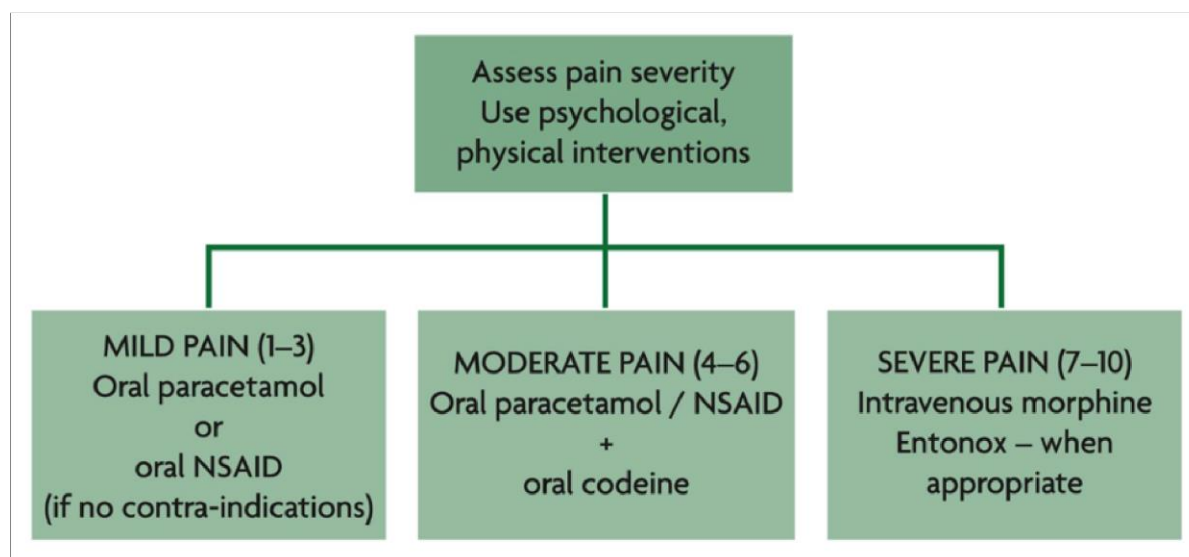 Assess pain severity
Use psychological,
physical interventions
MILD PAIN (1–3)
Oral paracetamol
or
oral NSAID
(if no contra-indications)
MODERATE PAIN (4–6)
Oral paracetamol / NSAID
+
oral codeine
SEVERE PAIN (7–10)
Intravenous morphine
Entonox – when
appropriate